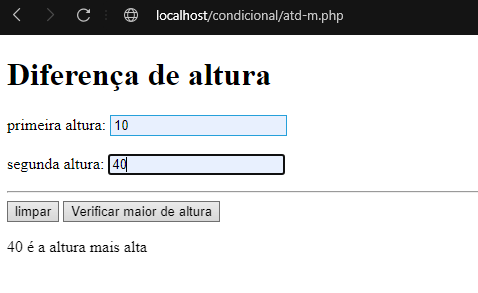 localhost/condicional/atd-m.php
Diferença de altura
primeira altura: 10
segunda altura: 40
limpar Verificar maior de altura
40 é a altura mais alta